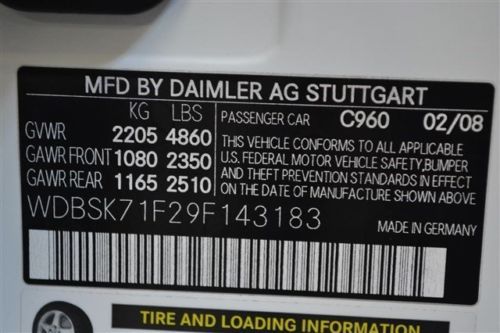 MFD BY DAIMLER AG STUTTGART
KG LBS PASSENGER CAR C960 02/08
GVWR 2205 4860 THIS VEHICLE CONFORMS TO ALL APPLICABLE
GAWR FRONT 1080 2350 U.S. FEDERAL MOTOR VEHICLE SAFETY, BUMPER
GAWR REAR 1165 2510 AND THEFT PREVENTION STANDARDS IN EFFECT
ON THE DATE OF MANUFACTURE SHOWN ABOVE
WDBSK71F29F143183 MADE IN GERMANY
TIRE AND LOADING INFORMATION